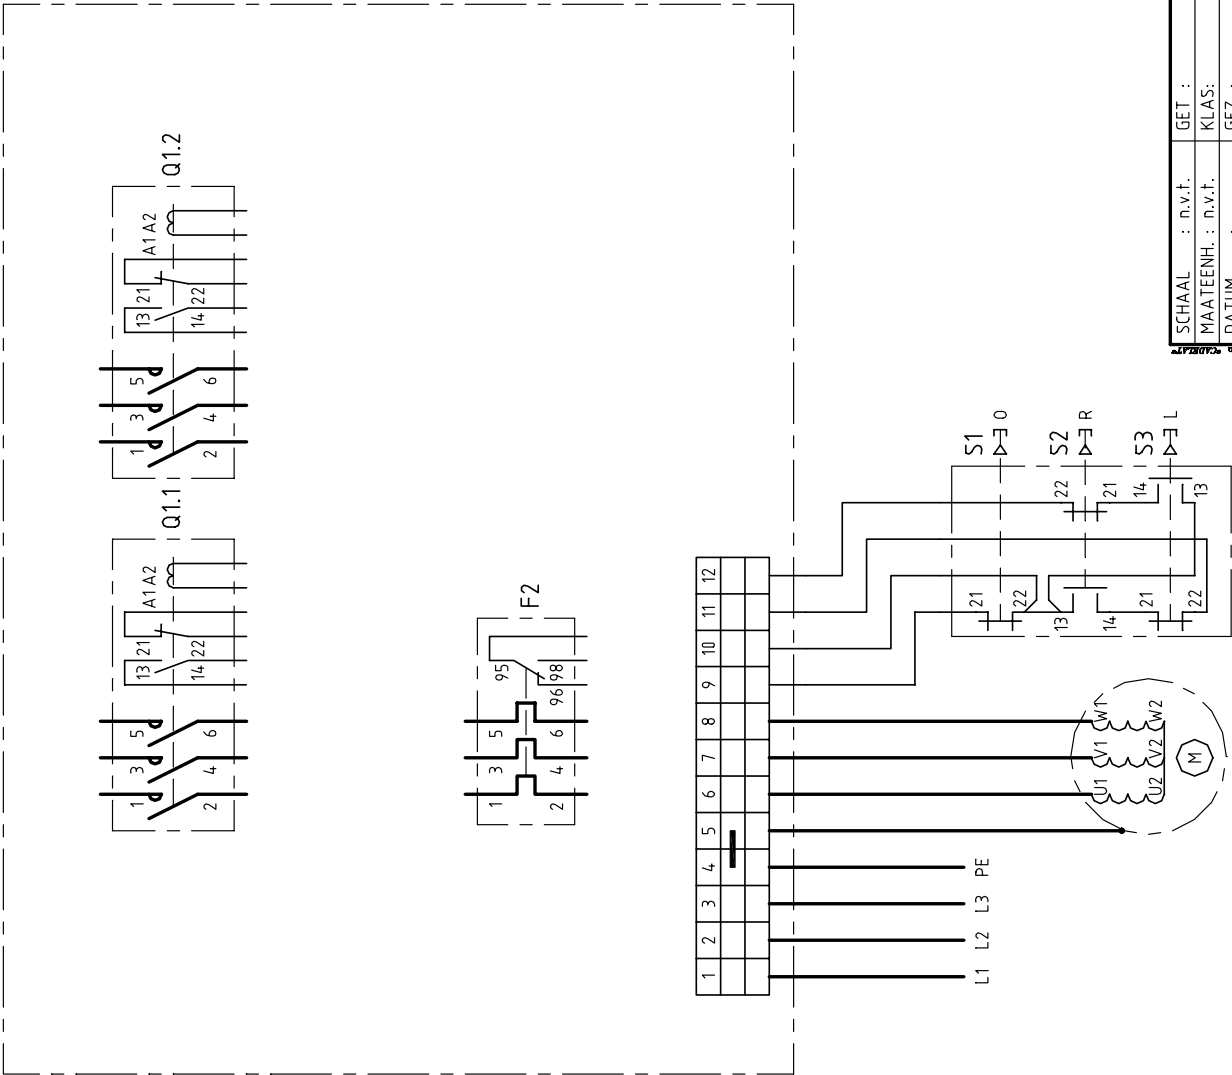 Q1.1
1 3 5 13 21 A1 A2
2 4 6 14 22
Q1.2
1 3 5 13 21 A1 A2
2 4 6 14 22
F2
1 3 5 95
2 4 6 96 98
1 2 3 4 5 6 7 8 9 10 11 12
L1 L2 L3 PE
U1 V1 W1
U2 V2 W2
M
21 22
13 14
21 22
22 21
14 13
S1
O
S2
R
S3
L
SCHAAL : n.v.t. GET :
MAATEENH. : n.v.t. KLAS:
DATUM : GEZ :